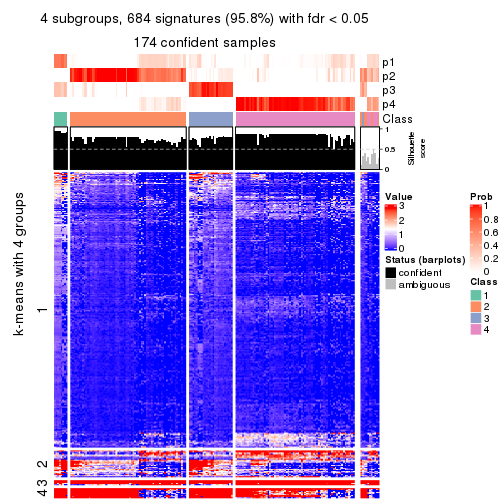 4 subgroups, 684 signatures (95.8%) with fdr < 0.05
174 confident samples
p1
p2
p3
p4
Class
1
0.5
0
Silhouette
score
k-means with 4 groups
1
2
3
4
Value
3
2
1
0
Status (barplots)
confident
ambiguous
Prob
1
0.8
0.6
0.4
0.2
0
Class
1
2
3
4